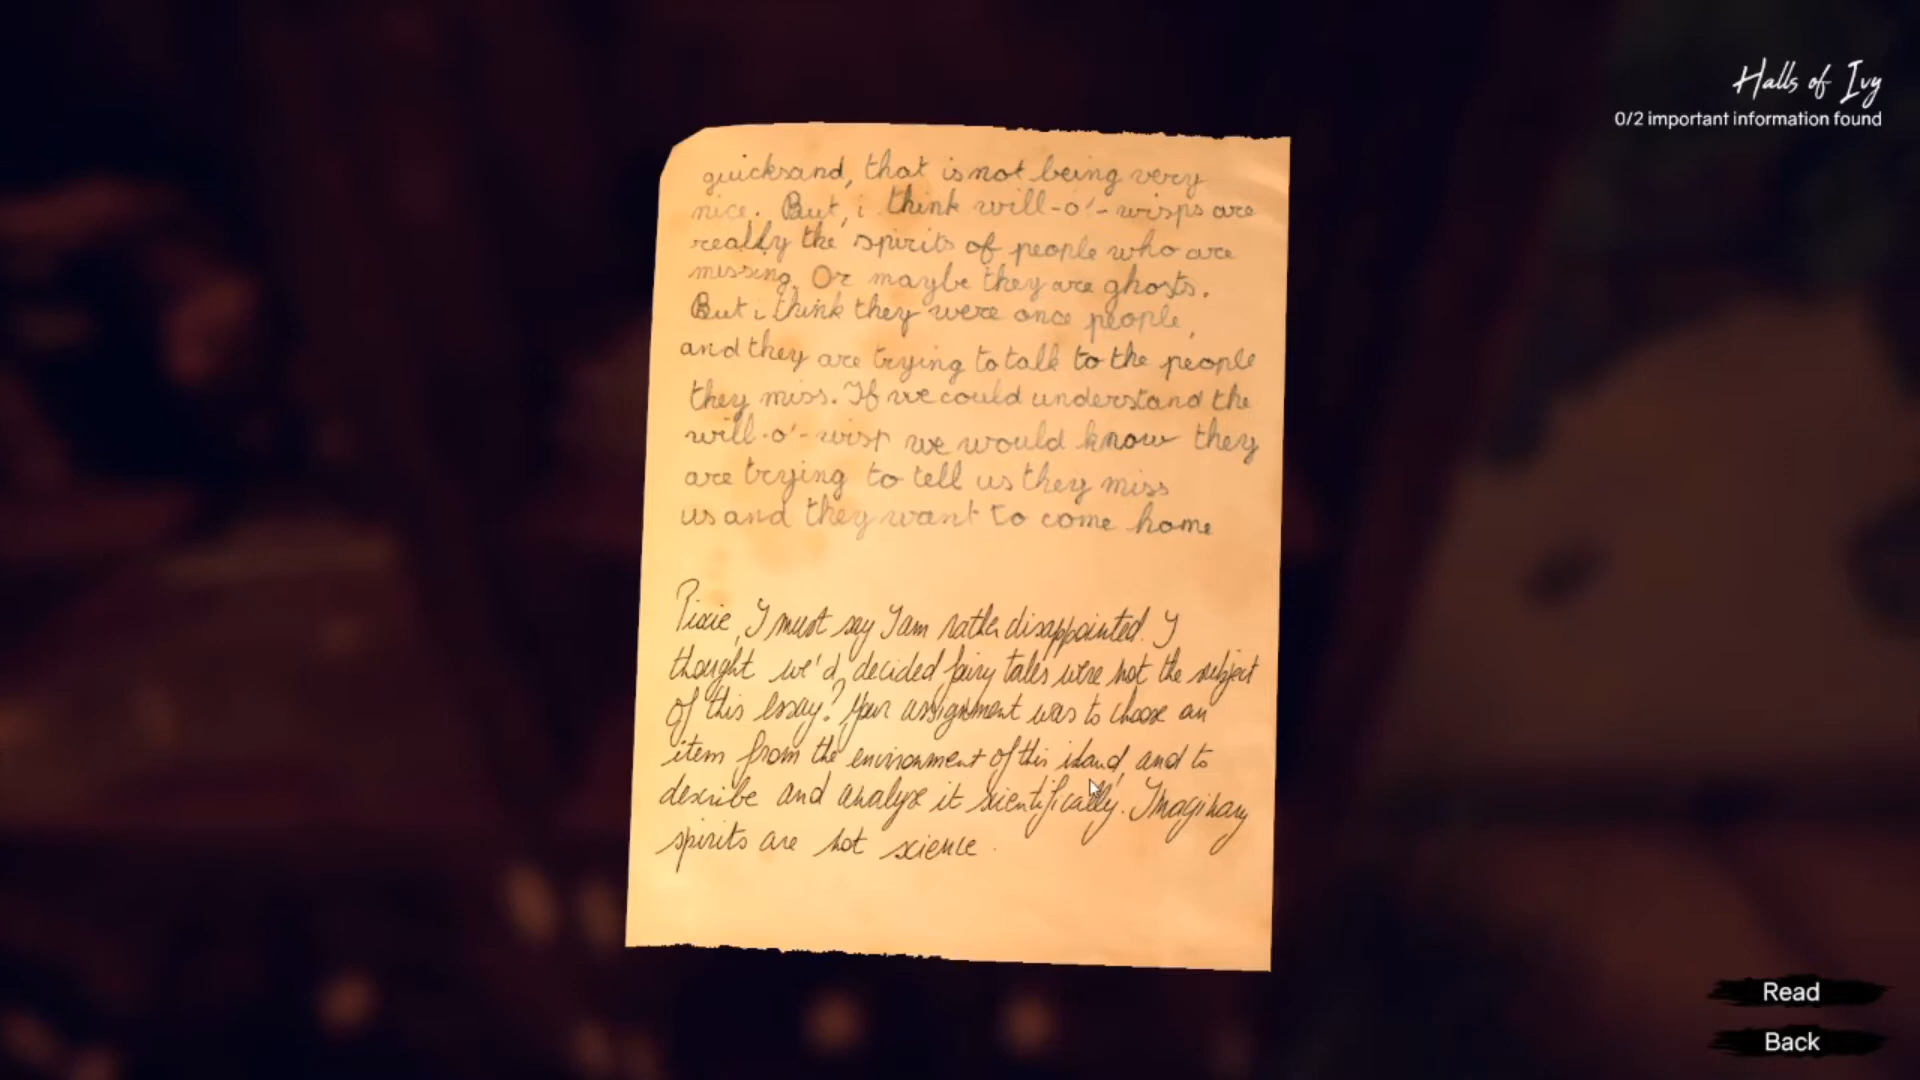 Halls of Ivy
0/2 important information found
quicksand, that is not being very
nice. But, i think will-o'-wisps are
really the spirits of people who are
missing. Or maybe they are ghosts.
But i think they were once people,
and they are trying to talk to the people
they miss. If we could understand the
will-o'-wisp we would know they
are trying to tell us they miss
us and they want to come home
Pixie, I must say I am rather disappointed. I
thought we'd decided fairy tales were not the subject
of this essay? Your assignment was to choose an
item from the environment of this island, and to
describe and analyze it scientifically. Imaginary
spirits are not science.
Read
Back